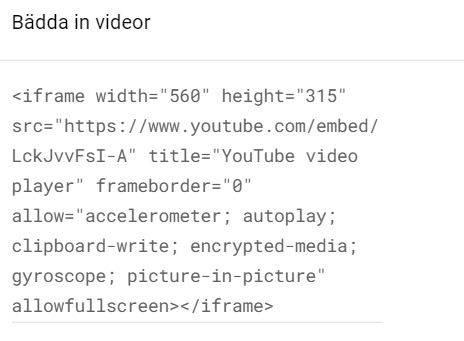 Bädda in videor
<iframe width="560" height="315"
src="https://www.youtube.com/embed/
LckJvvFsI-A" title="YouTube video
player" frameborder="0"
allow="accelerometer; autoplay;
clipboard-write; encrypted-media;
gyroscope; picture-in-picture"
allowfullscreen></iframe>